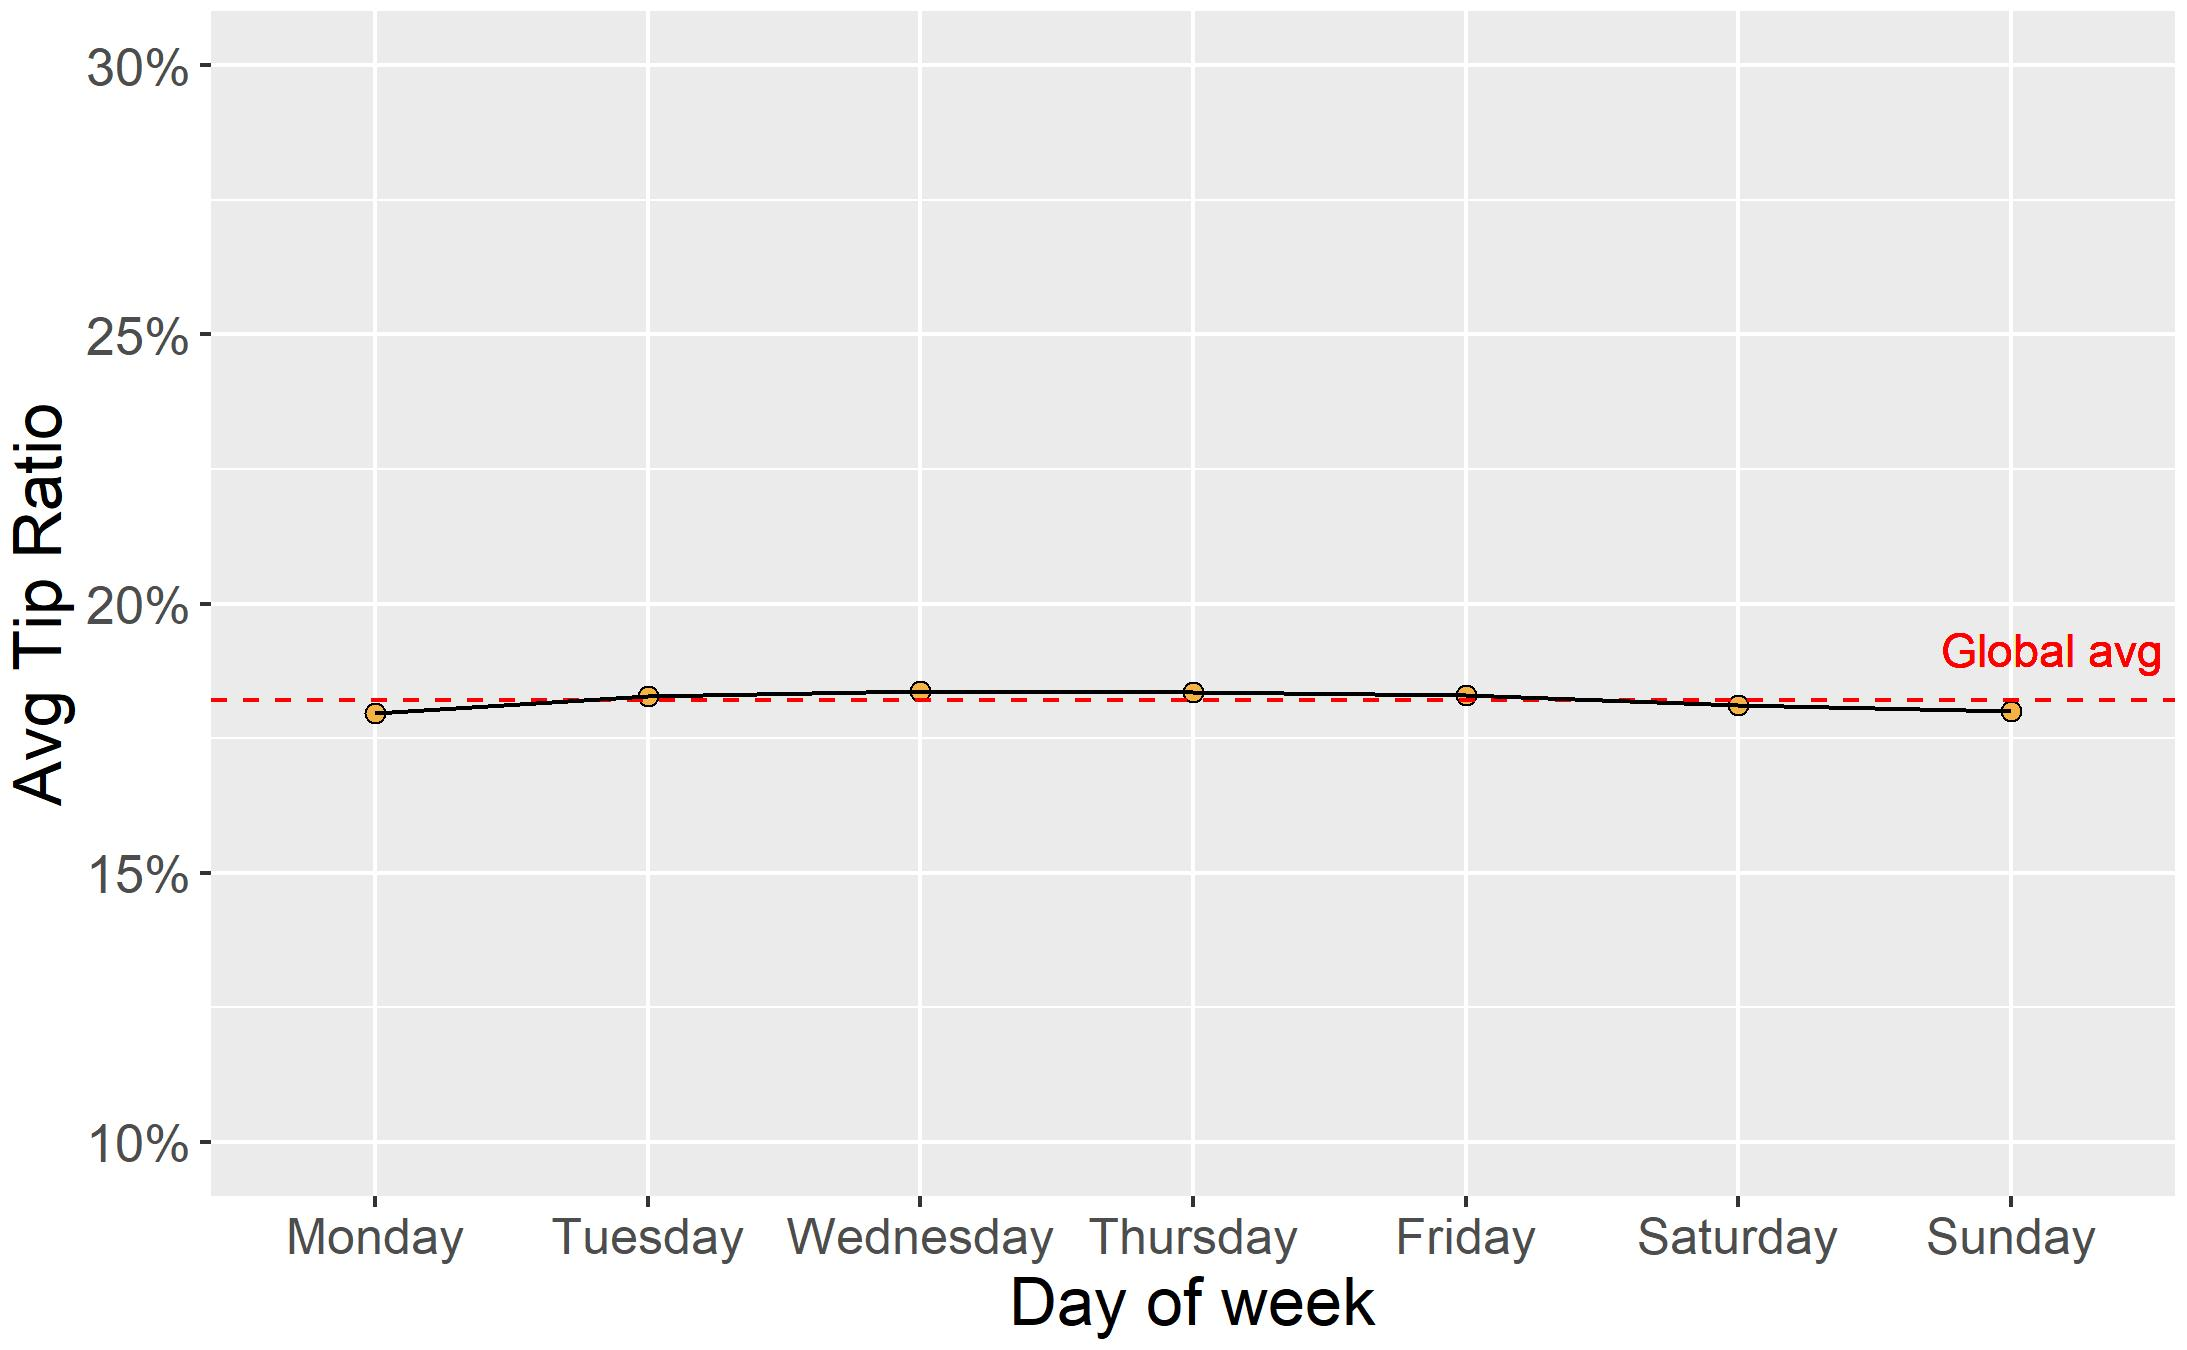 30%
25%
20%
15%
10%
Avg Tip Ratio
Global avg
Monday Tuesday Wednesday Thursday Friday Saturday Sunday
Day of week